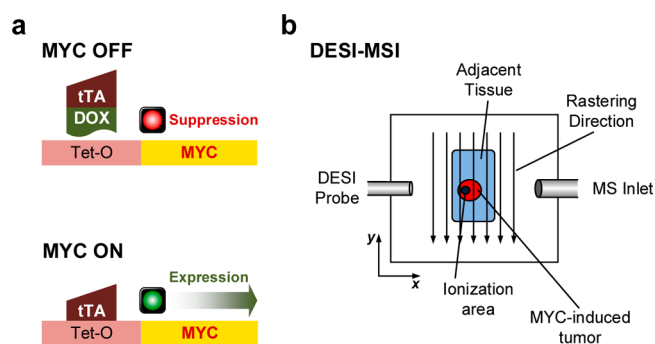 a
MYC OFF
tTA
DOX
Suppression
Tet-O
MYC
MYC ON
Expression
tTA
Tet-O
MYC
b
DESI-MSI
Adjacent
Tissue
Rastering
Direction
DESI
Probe
MS Inlet
y
x
Ionization
area
MYC-induced
tumor